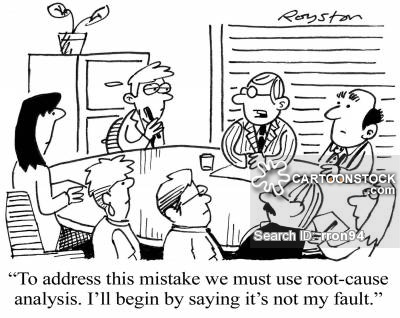 Royston
CARTOONSTOCK
.com
Search ID: rron94
“To address this mistake we must use root-cause
analysis. I’ll begin by saying it’s not my fault.”